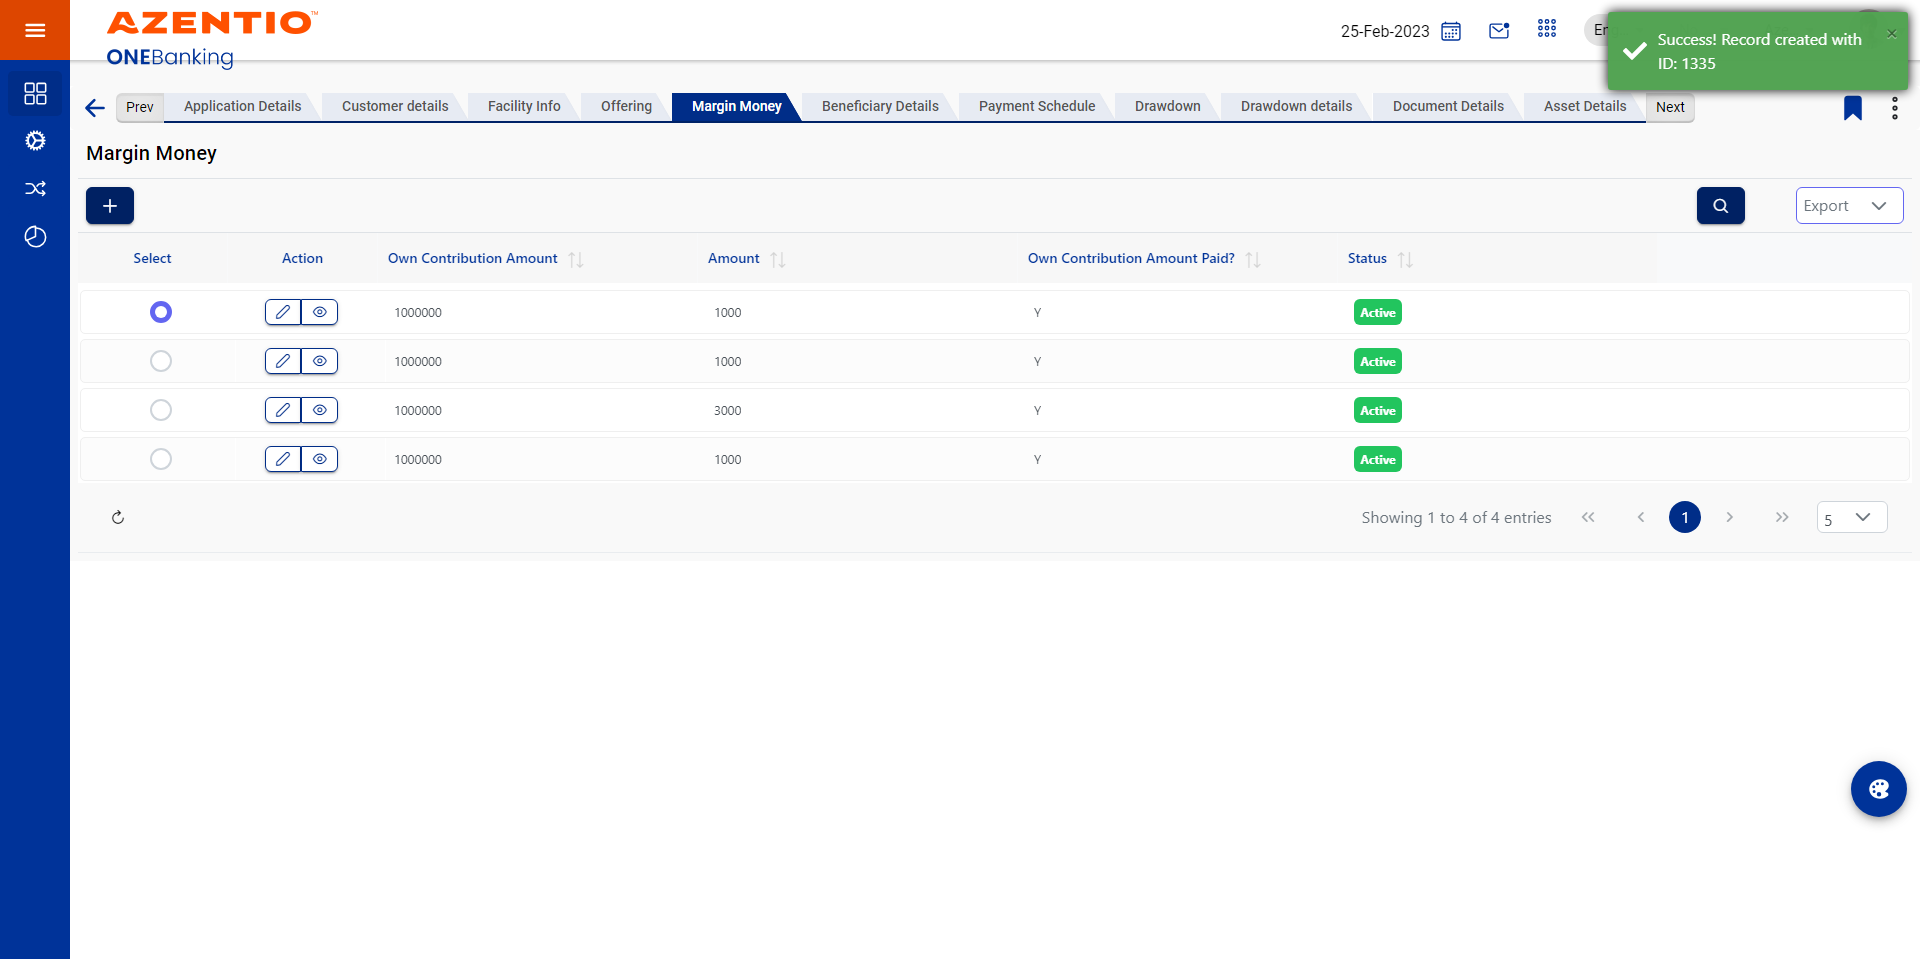 AZENTIO™
ONEBanking
25-Feb-2023
Success! Record created with
ID: 1335
Prev
Application Details
Customer details
Facility Info
Offering
Margin Money
Beneficiary Details
Payment Schedule
Drawdown
Drawdown details
Document Details
Asset Details
Next
Margin Money
Export
Select Action Own Contribution Amount Amount Own Contribution Amount Paid? Status
1000000 1000 Y Active
1000000 1000 Y Active
1000000 3000 Y Active
1000000 1000 Y Active
Showing 1 to 4 of 4 entries
1
5